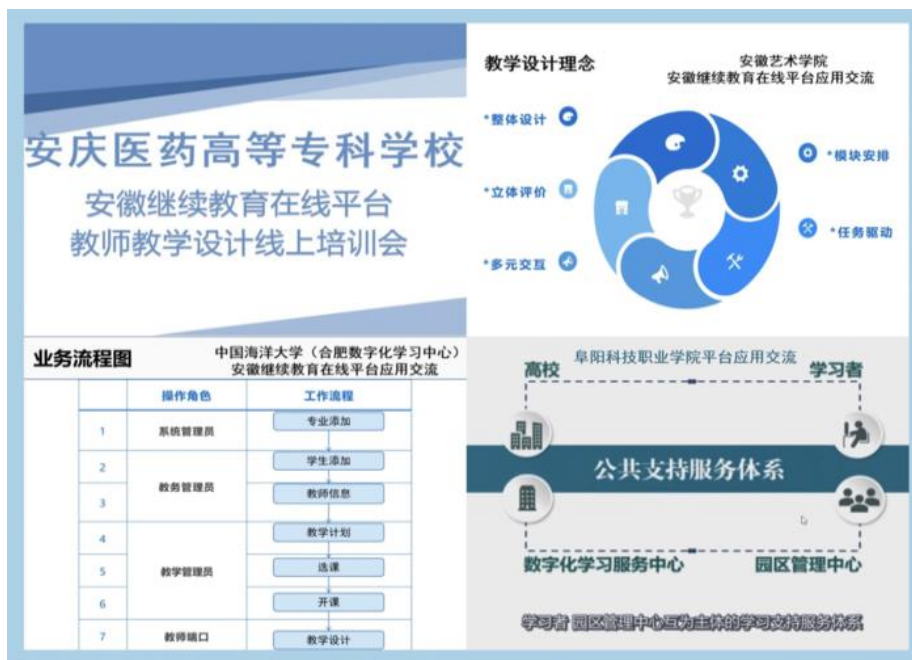 安庆医药高等专科学校
安徽继续教育在线平台
教师教学设计线上培训会
教学设计理念
安徽艺术学院
安徽继续教育在线平台应用交流
*整体设计
*立体评价
*多元交互
*模块安排
*任务驱动
业务流程图
中国海洋大学（合肥数字化学习中心）
安徽继续教育在线平台应用交流
操作角色 工作流程
1 系统管理员 专业添加
2 学生添加
教务管理员
3 教师信息
4 教学计划
5 教学管理员 选课
6 开课
7 教师端口 教学设计
阜阳科技职业学院平台应用交流
高校 学习者
公共支持服务体系
数字化学习服务中心 园区管理中心
学习者 园区管理中心互为主体的学习支持服务体系